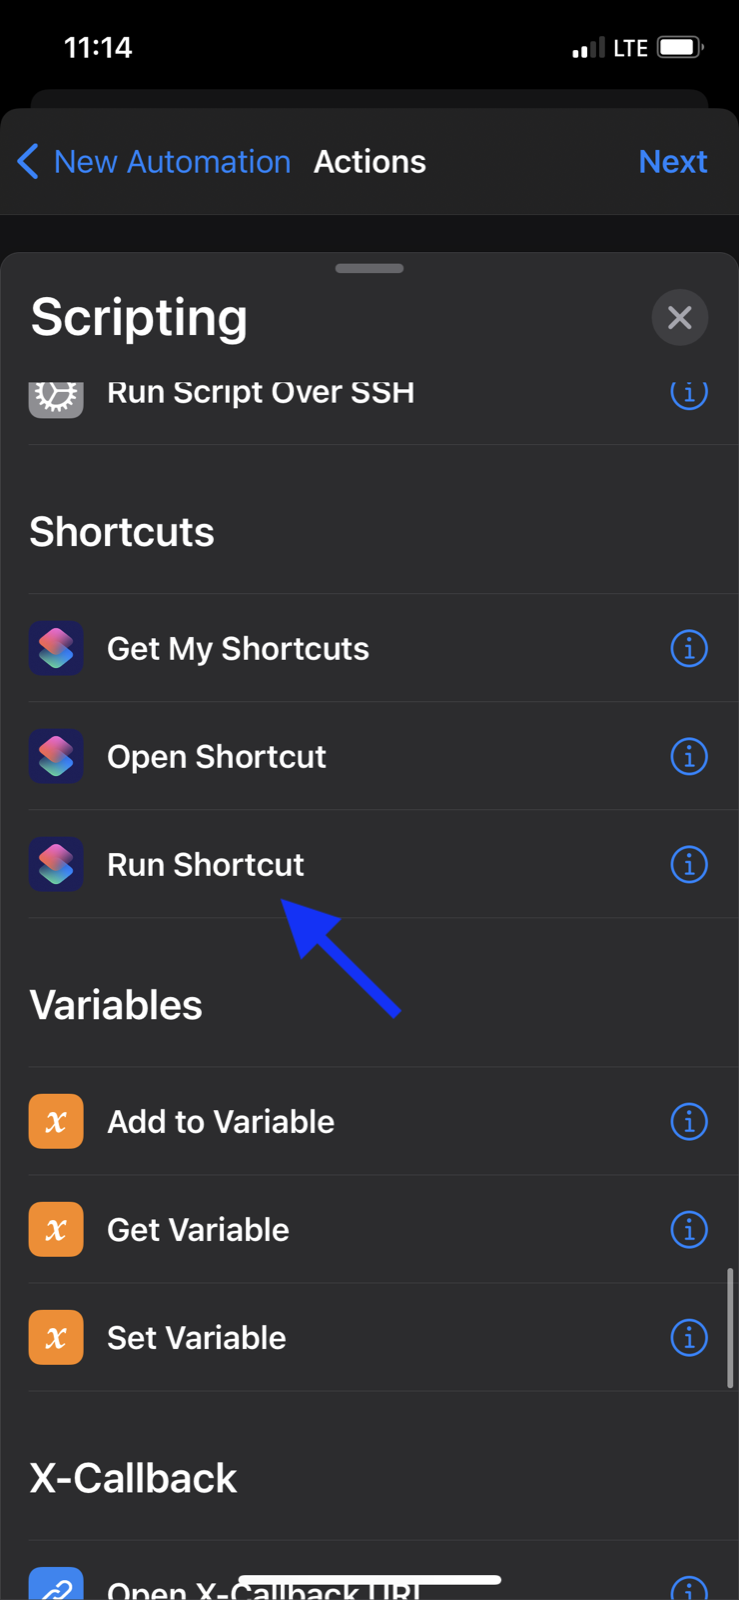 11:14
LTE
New Automation
Actions
Next
Scripting
Run Script Over SSH
Shortcuts
Get My Shortcuts
Open Shortcut
Run Shortcut
Variables
x Add to Variable
x Get Variable
x Set Variable
X-Callback
Open X-Callback URL